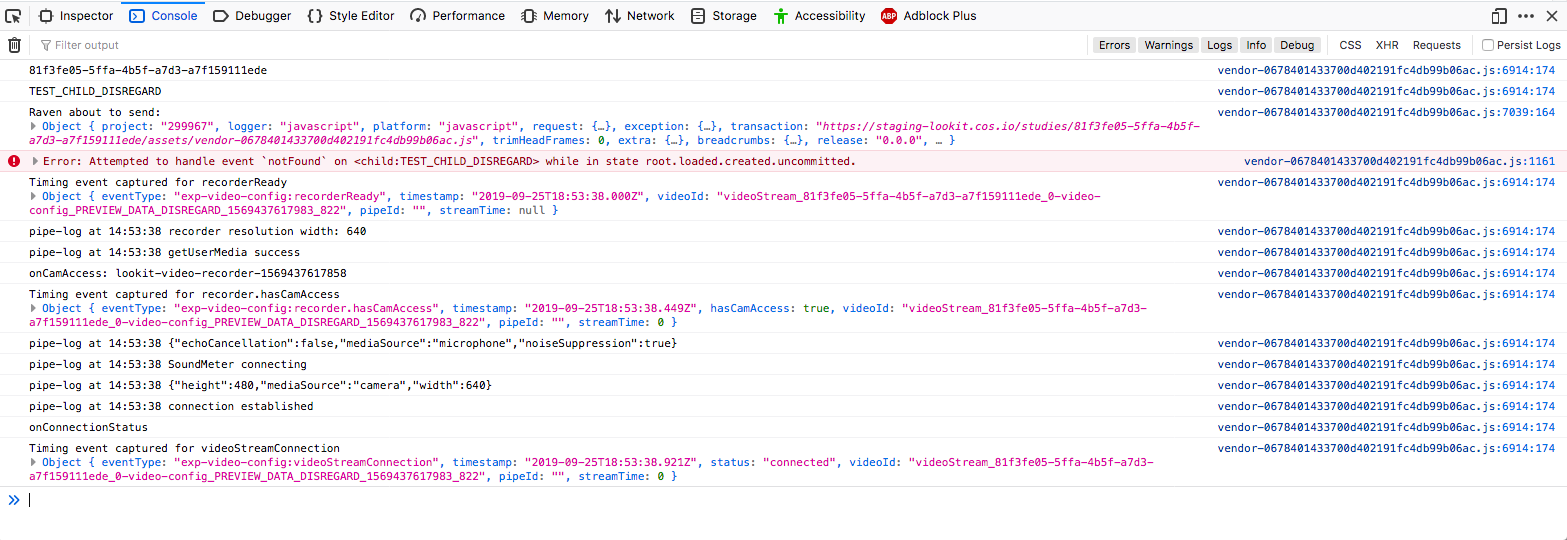 Inspector Console Debugger Style Editor Performance Memory Network Storage Accessibility ABP Adblock Plus
Filter output Errors Warnings Logs Info Debug CSS XHR Requests Persist Logs
81f3fe05-5ffa-4b5f-a7d3-a7f159111ede vendor-0678401433700d402191fc4db99b06ac.js:6914:174
TEST_CHILD_DISREGARD vendor-0678401433700d402191fc4db99b06ac.js:6914:174
Raven about to send: vendor-0678401433700d402191fc4db99b06ac.js:7039:164
Object { project: "299967", logger: "javascript", platform: "javascript", request: {…}, exception: {…}, transaction: "https://staging-lookit.cos.io/studies/81f3fe05-5ffa-4b5f-
a7d3-a7f159111ede/assets/vendor-0678401433700d402191fc4db99b06ac.js", trimHeadFrames: 0, extra: {…}, breadcrumbs: {…}, release: "0.0.0", … }
Error: Attempted to handle event `notFound` on <child:TEST_CHILD_DISREGARD> while in state root.loaded.created.uncommitted. vendor-0678401433700d402191fc4db99b06ac.js:1161
Timing event captured for recorderReady vendor-0678401433700d402191fc4db99b06ac.js:6914:174
Object { eventType: "exp-video-config:recorderReady", timestamp: "2019-09-25T18:53:38.000Z", videoId: "videoStream_81f3fe05-5ffa-4b5f-a7d3-a7f159111ede_0-video-
config_PREVIEW_DATA_DISREGARD_1569437617983_822", pipeId: "", streamTime: null }
pipe-log at 14:53:38 recorder resolution width: 640 vendor-0678401433700d402191fc4db99b06ac.js:6914:174
pipe-log at 14:53:38 getUserMedia success vendor-0678401433700d402191fc4db99b06ac.js:6914:174
onCamAccess: lookit-video-recorder-1569437617858 vendor-0678401433700d402191fc4db99b06ac.js:6914:174
Timing event captured for recorder.hasCamAccess vendor-0678401433700d402191fc4db99b06ac.js:6914:174
Object { eventType: "exp-video-config:recorder.hasCamAccess", timestamp: "2019-09-25T18:53:38.449Z", hasCamAccess: true, videoId: "videoStream_81f3fe05-5ffa-4b5f-a7d3-
a7f159111ede_0-video-config_PREVIEW_DATA_DISREGARD_1569437617983_822", pipeId: "", streamTime: 0 }
pipe-log at 14:53:38 {"echoCancellation":false,"mediaSource":"microphone","noiseSuppression":true} vendor-0678401433700d402191fc4db99b06ac.js:6914:174
pipe-log at 14:53:38 SoundMeter connecting vendor-0678401433700d402191fc4db99b06ac.js:6914:174
pipe-log at 14:53:38 {"height":480,"mediaSource":"camera","width":640} vendor-0678401433700d402191fc4db99b06ac.js:6914:174
pipe-log at 14:53:38 connection established vendor-0678401433700d402191fc4db99b06ac.js:6914:174
onConnectionStatus vendor-0678401433700d402191fc4db99b06ac.js:6914:174
Timing event captured for videoStreamConnection vendor-0678401433700d402191fc4db99b06ac.js:6914:174
Object { eventType: "exp-video-config:videoStreamConnection", timestamp: "2019-09-25T18:53:38.921Z", status: "connected", videoId: "videoStream_81f3fe05-5ffa-4b5f-a7d3-
a7f159111ede_0-video-config_PREVIEW_DATA_DISREGARD_1569437617983_822", pipeId: "", streamTime: 0 }